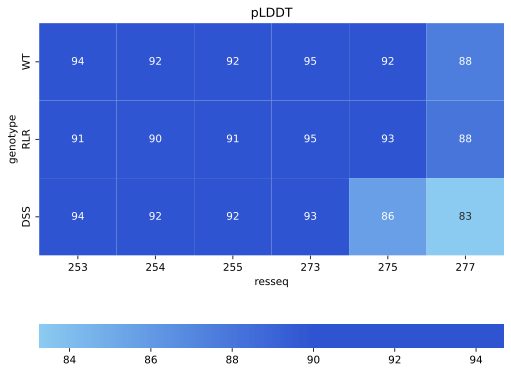 pLDDT
genotype
WT 94 92 92 95 92 88
RLR 91 90 91 95 93 88
DSS 94 92 92 93 86 83
253 254 255 273 275 277
resseq
84 86 88 90 92 94